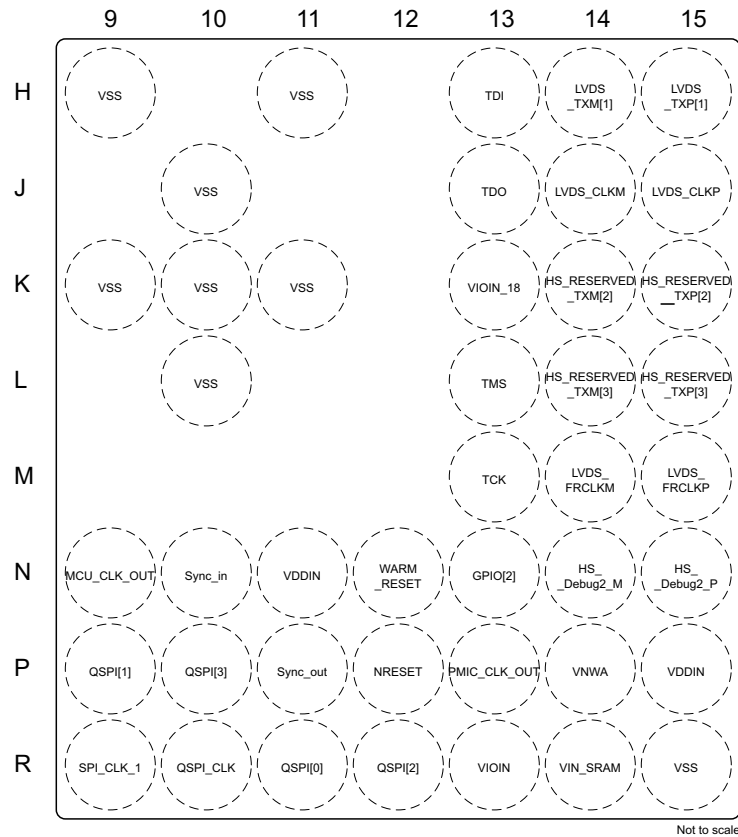 9 10 11 12 13 14 15
H VSS VSS TDI LVDS LVDS
_TXM[1] _TXP[1]
J VSS TDO LVDS_CLKM LVDS_CLKP
K VSS VSS VSS VIOIN_18 HS_RESERVED HS_RESERVED
_TXM[2] __TXP[2]
L VSS TMS HS_RESERVED HS_RESERVED
_TXM[3] _TXP[3]
M TCK LVDS_ LVDS_
FRCLKM FRCLKP
N MCU_CLK_OUT Sync_in VDDIN WARM GPIO[2] HS_ HS_
_RESET _Debug2_M _Debug2_P
P QSPI[1] QSPI[3] Sync_out NRESET PMIC_CLK_OUT VNWA VDDIN
R SPI_CLK_1 QSPI_CLK QSPI[0] QSPI[2] VIOIN VIN_SRAM VSS
Not to scale